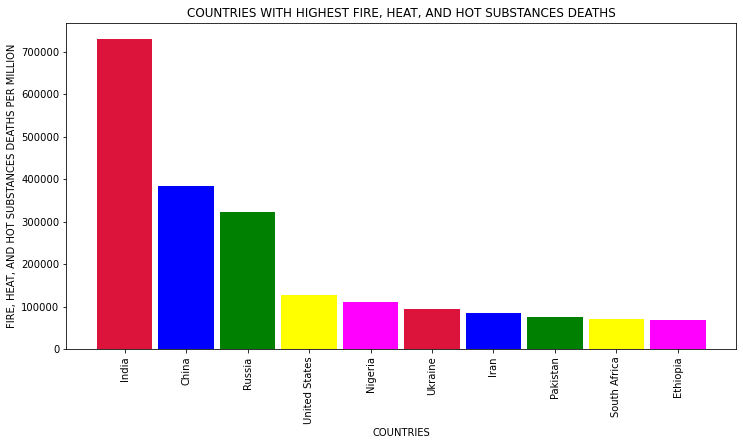 COUNTRIES WITH HIGHEST FIRE, HEAT, AND HOT SUBSTANCES DEATHS
FIRE, HEAT, AND HOT SUBSTANCES DEATHS PER MILLION
700000
600000
500000
400000
300000
200000
100000
0
India
China
Russia
United States
Nigeria
Ukraine
Iran
Pakistan
South Africa
Ethiopia
COUNTRIES